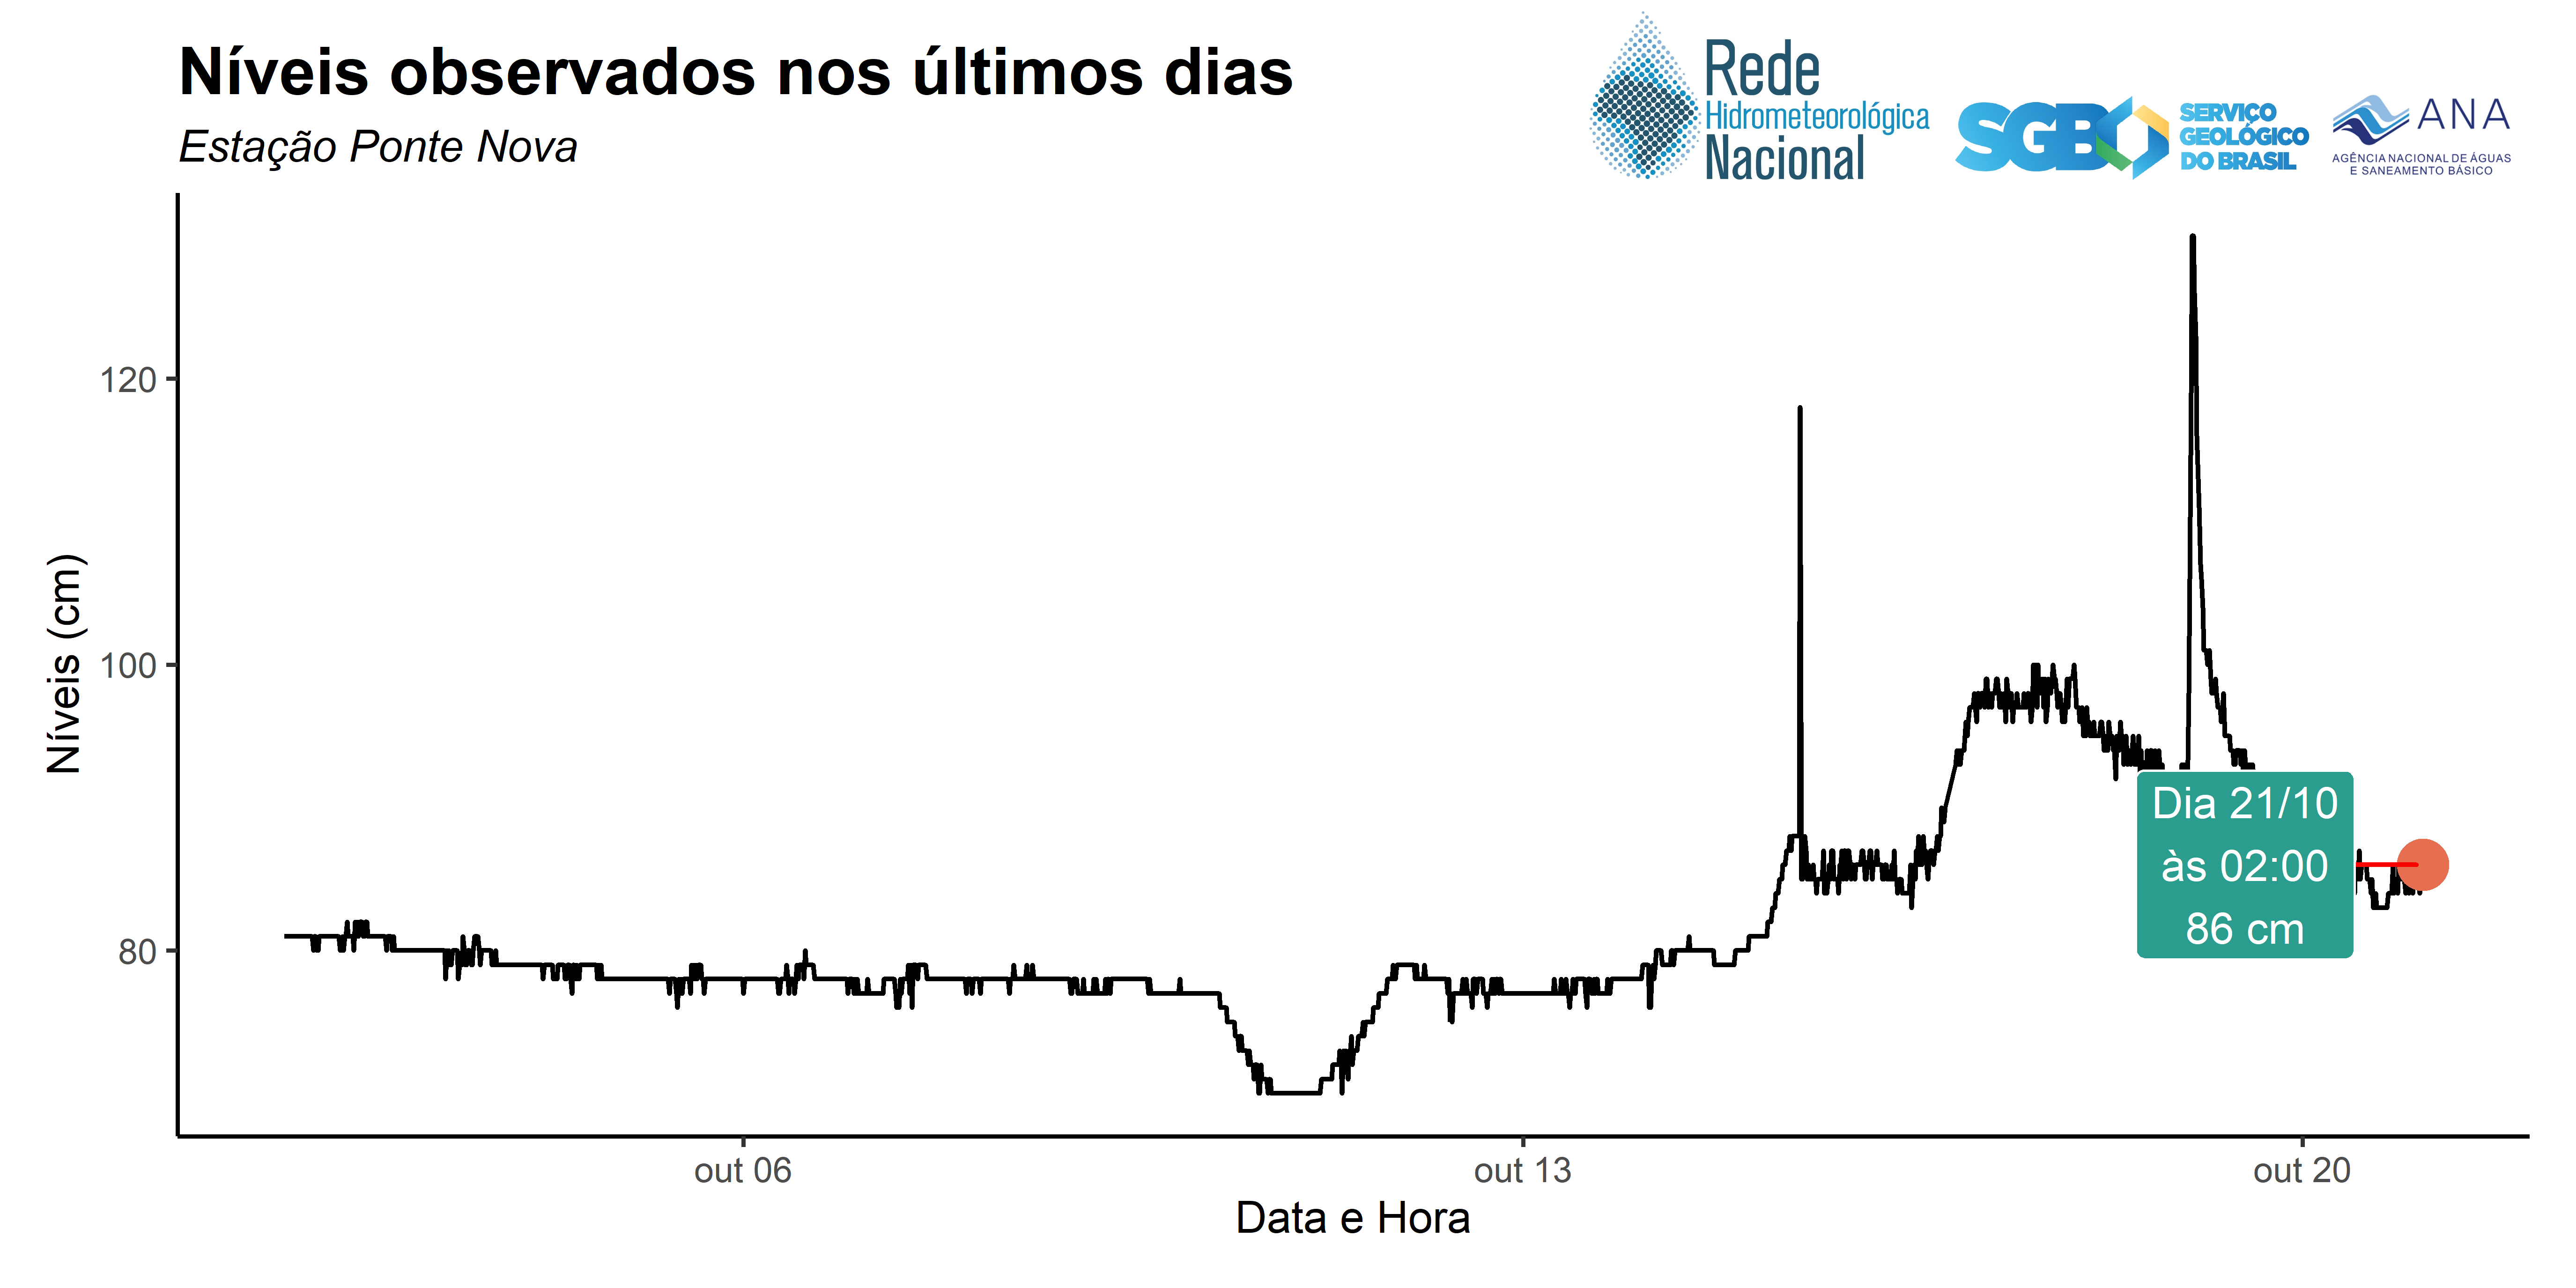 Níveis observados nos últimos dias
Estação Ponte Nova
Rede
Hidrometeorológica
Nacional
SGB
SERVIÇO
GEOLÓGICO
DO BRASIL
ANA
AGÊNCIA NACIONAL DE ÁGUAS
E SANEAMENTO BÁSICO
Níveis (cm)
120
100
80
Dia 21/10
às 02:00
86 cm
out 06
out 13
out 20
Data e Hora